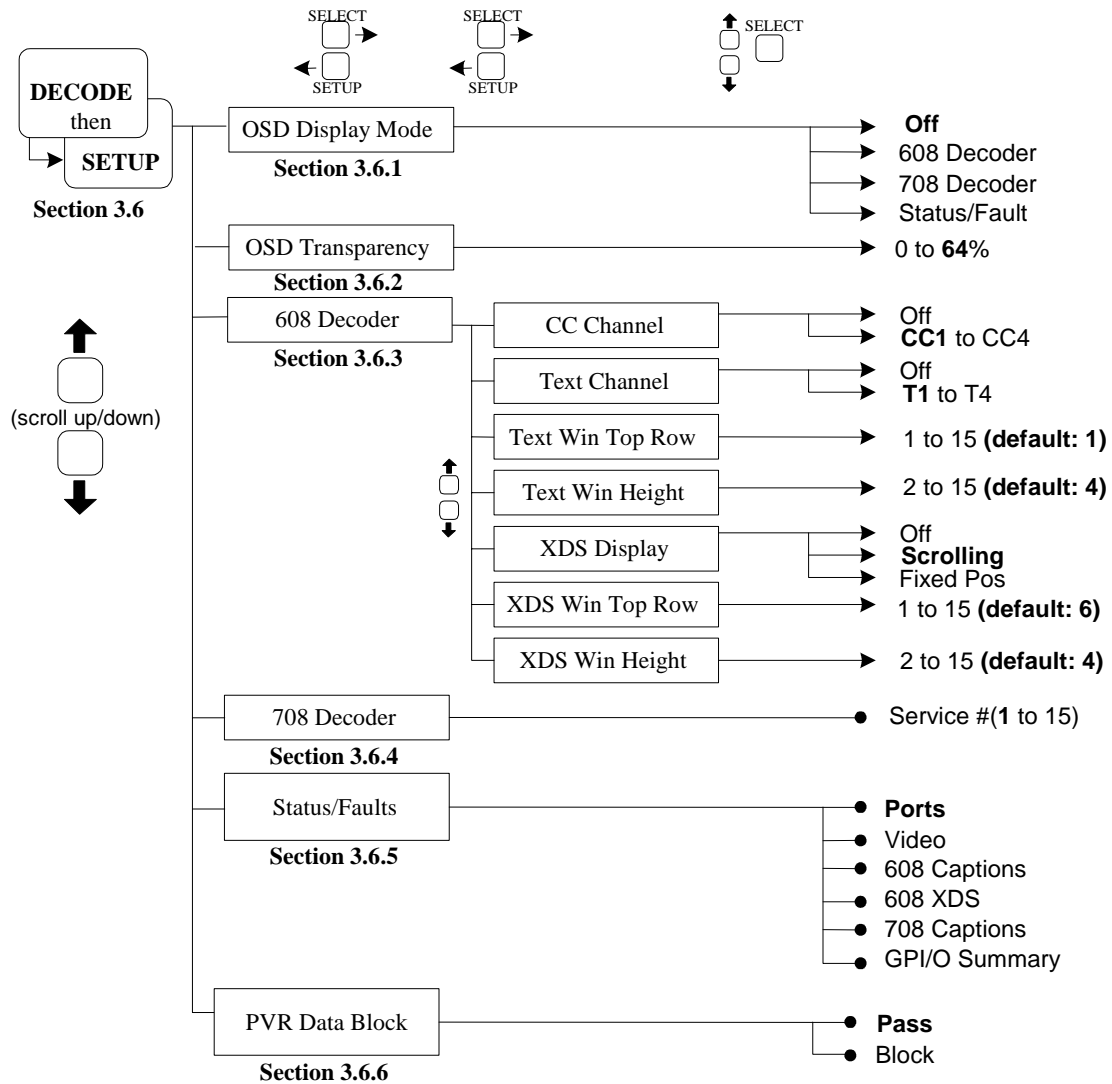 SELECT
SETUP
SELECT
SETUP
SELECT
DECODE
then
SETUP
Section 3.6
(scroll up/down)
OSD Display Mode
Section 3.6.1
Off
608 Decoder
708 Decoder
Status/Fault
OSD Transparency
Section 3.6.2
0 to 64%
608 Decoder
Section 3.6.3
CC Channel
Off
CC1 to CC4
Text Channel
Off
T1 to T4
Text Win Top Row
1 to 15 (default: 1)
Text Win Height
2 to 15 (default: 4)
XDS Display
Off
Scrolling
Fixed Pos
XDS Win Top Row
1 to 15 (default: 6)
XDS Win Height
2 to 15 (default: 4)
708 Decoder
Section 3.6.4
Service #(1 to 15)
Status/Faults
Section 3.6.5
Ports
Video
608 Captions
608 XDS
708 Captions
GPI/O Summary
PVR Data Block
Section 3.6.6
Pass
Block